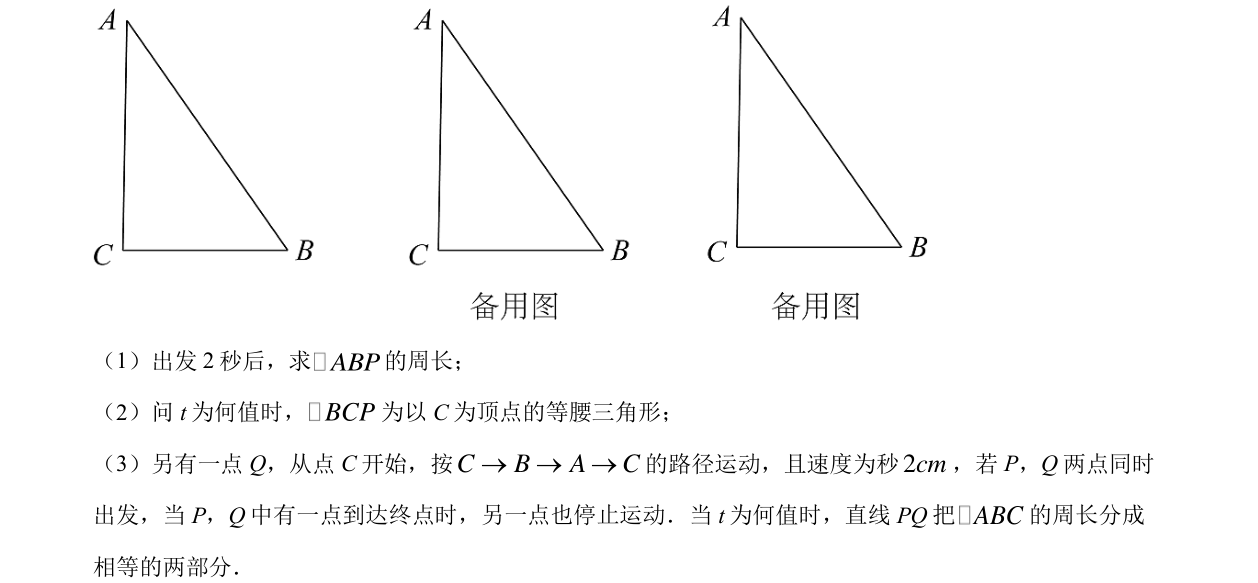 A A A
C B C B C B
备用图 备用图
（1）出发 2 秒后，求□ABP 的周长；
（2）问 t 为何值时，□BCP 为以 C 为顶点的等腰三角形；
（3）另有一点 Q，从点 C 开始，按 C→B→A→C 的路径运动，且速度为秒 2cm，若 P，Q 两点同时
出发，当 P，Q 中有一点到达终点时，另一点也停止运动．当 t 为何值时，直线 PQ 把□ABC 的周长分成
相等的两部分．